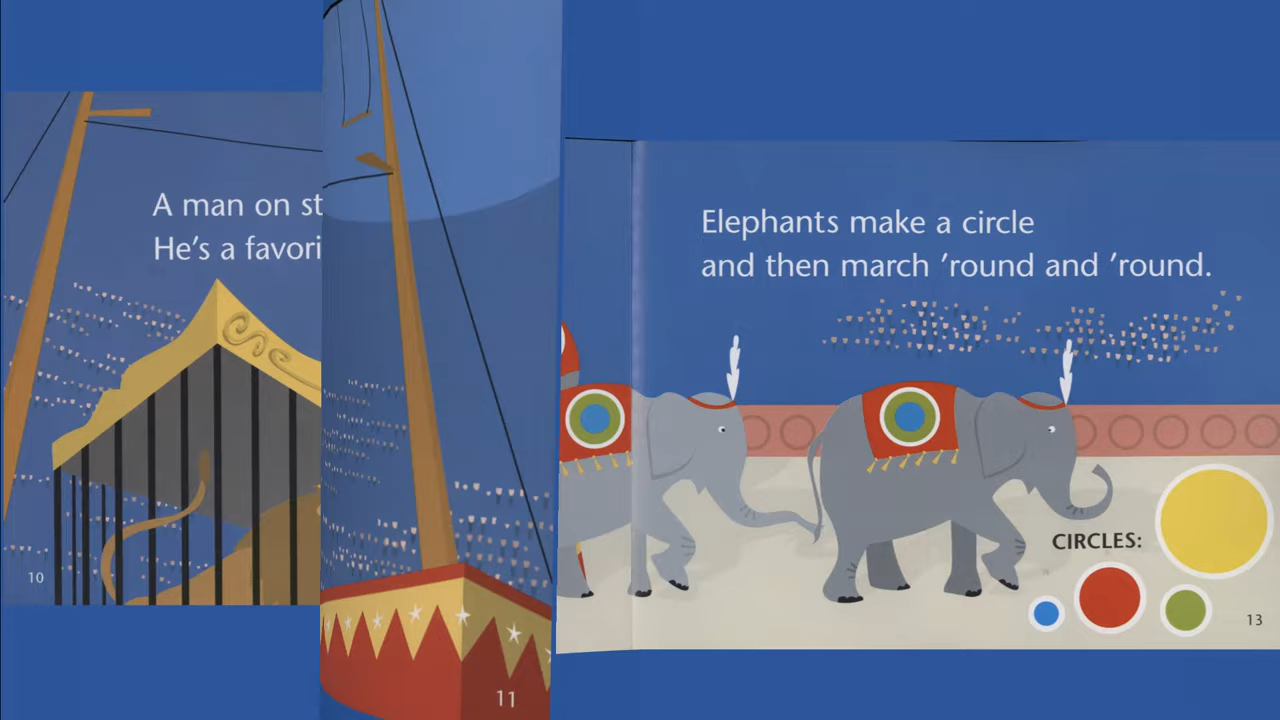 A man on st
He's a favori
10
11
Elephants make a circle
and then march ’round and ’round.
CIRCLES:
13